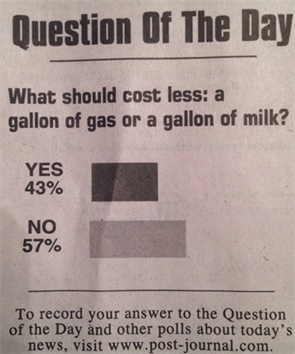 Question Of The Day
What should cost less: a
gallon of gas or a gallon of milk?
YES
43%
NO
57%
To record your answer to the Question
of the Day and other polls about today's
news, visit www.post-journal.com.